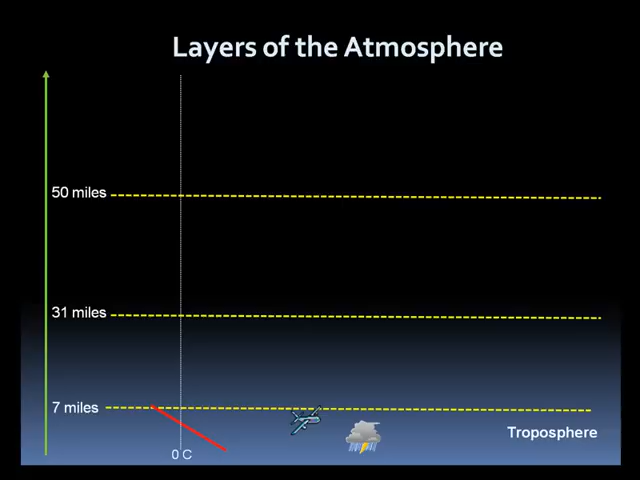 Layers of the Atmosphere
50 miles
31 miles
7 miles
Troposphere
0 C